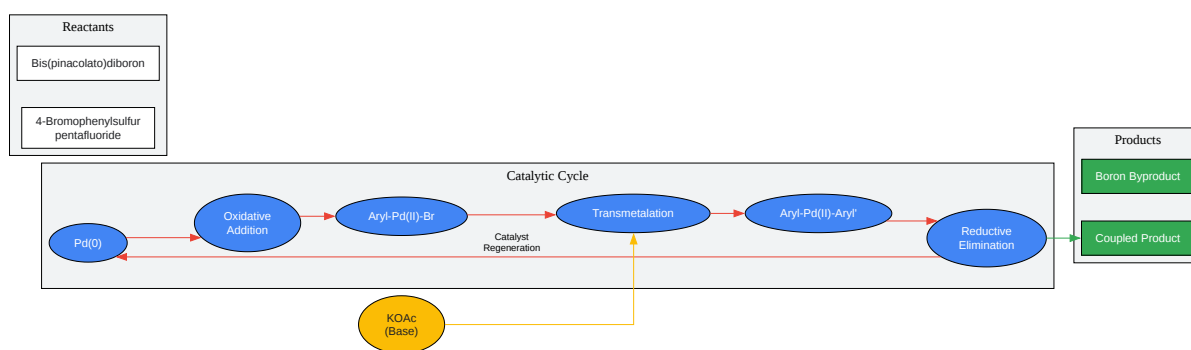 Reactants
Bis(pinacolato)diboron
4-Bromophenylsulfur
pentafluoride
Catalytic Cycle
Pd(0)
Oxidative
Addition
Aryl-Pd(II)-Br
Catalyst
Regeneration
Transmetalation
Aryl-Pd(II)-Aryl'
Reductive
Elimination
Products
Boron Byproduct
Coupled Product
KOAc
(Base)